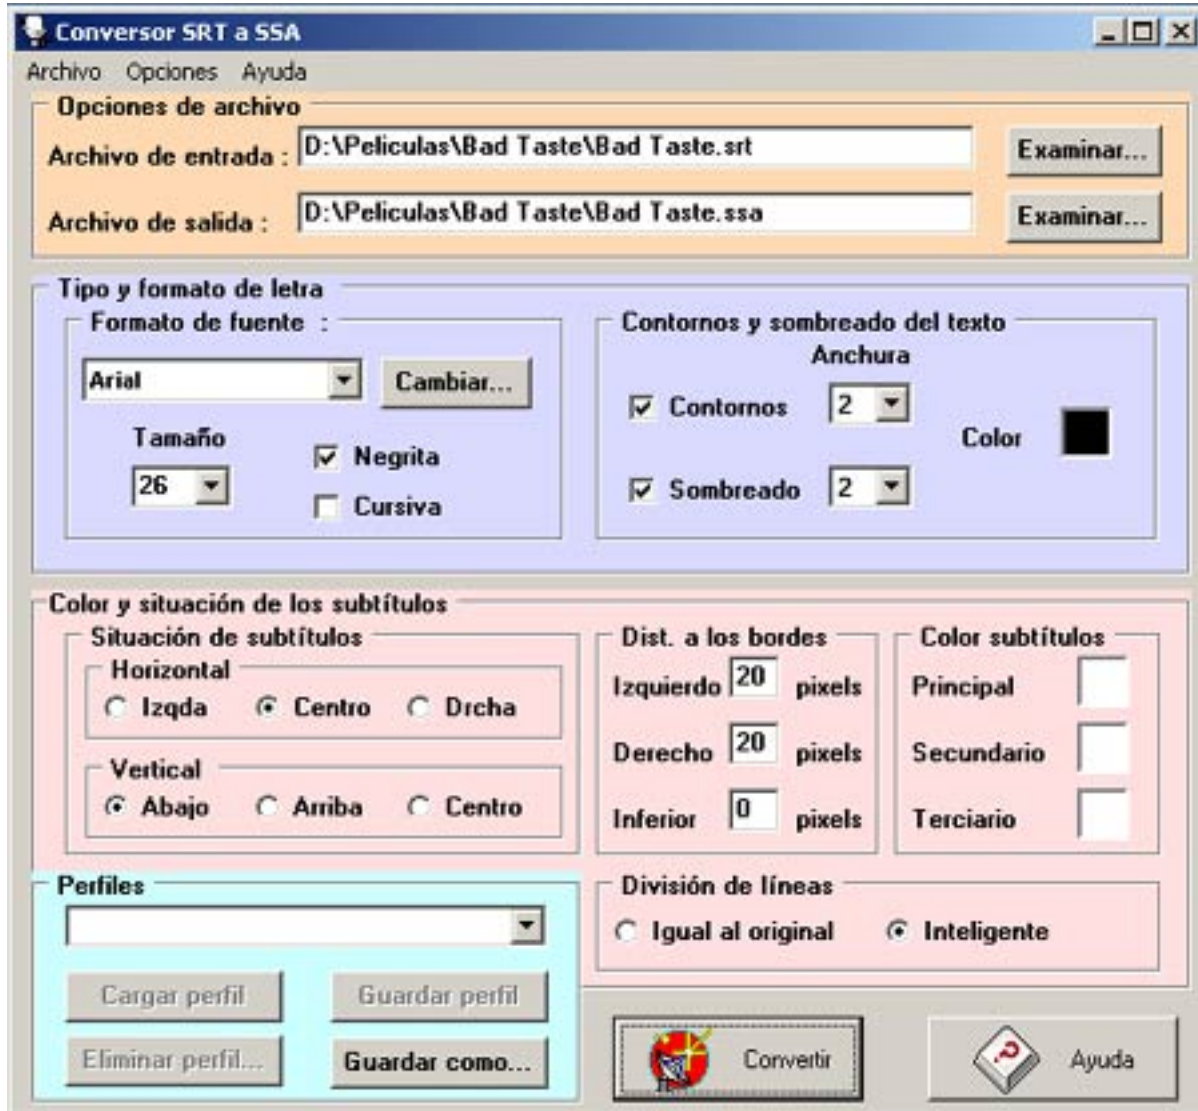 Conversor SRT a SSA
Archivo Opciones Ayuda
Opciones de archivo
Archivo de entrada : D:\Peliculas\Bad Taste\Bad Taste.srt Examinar...
Archivo de salida : D:\Peliculas\Bad Taste\Bad Taste.ssa Examinar...
Tipo y formato de letra
Formato de fuente :
Arial Cambiar...
Tamaño
26
Negrita
Cursiva
Contornos y sombreado del texto
Anchura
Contornos 2
Color
Sombreado 2
Color y situación de los subtítulos
Situación de subtítulos
Horizontal
Izqda Centro Drcha
Vertical
Abajo Arriba Centro
Dist. a los bordes
Izquierdo 20 pixels
Derecho 20 pixels
Inferior 0 pixels
Color subtítulos
Principal
Secundario
Terciario
Perfiles
Cargar perfil Guardar perfil
Eliminar perfil... Guardar como...
División de líneas
Igual al original Inteligente
Convertir Ayuda